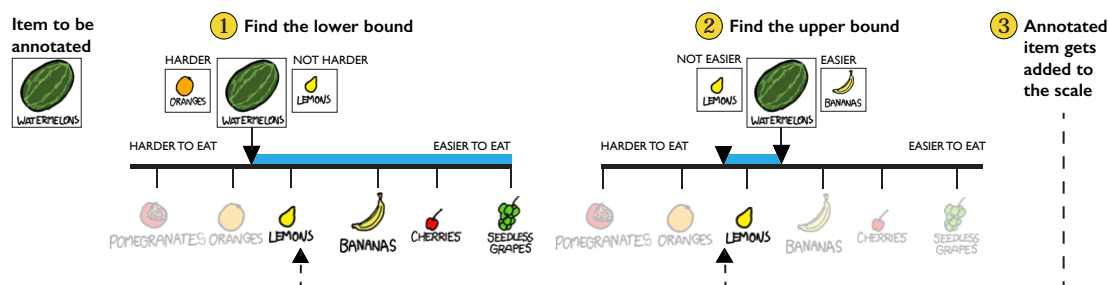 Item to be
annotated
WATERMELONS
1 Find the lower bound
HARDER
NOT HARDER
ORANGES
WATERMELONS
LEMONS
HARDER TO EAT
EASIER TO EAT
POMEGRANATES
ORANGES
LEMONS
BANANAS
CHERRIES
SEEDLESS
GRAPES
2 Find the upper bound
NOT EASIER
EASIER
LEMONS
WATERMELONS
BANANAS
HARDER TO EAT
EASIER TO EAT
POMEGRANATES
ORANGES
LEMONS
BANANAS
CHERRIES
SEEDLESS
GRAPES
3 Annotated
item gets
added to
the scale